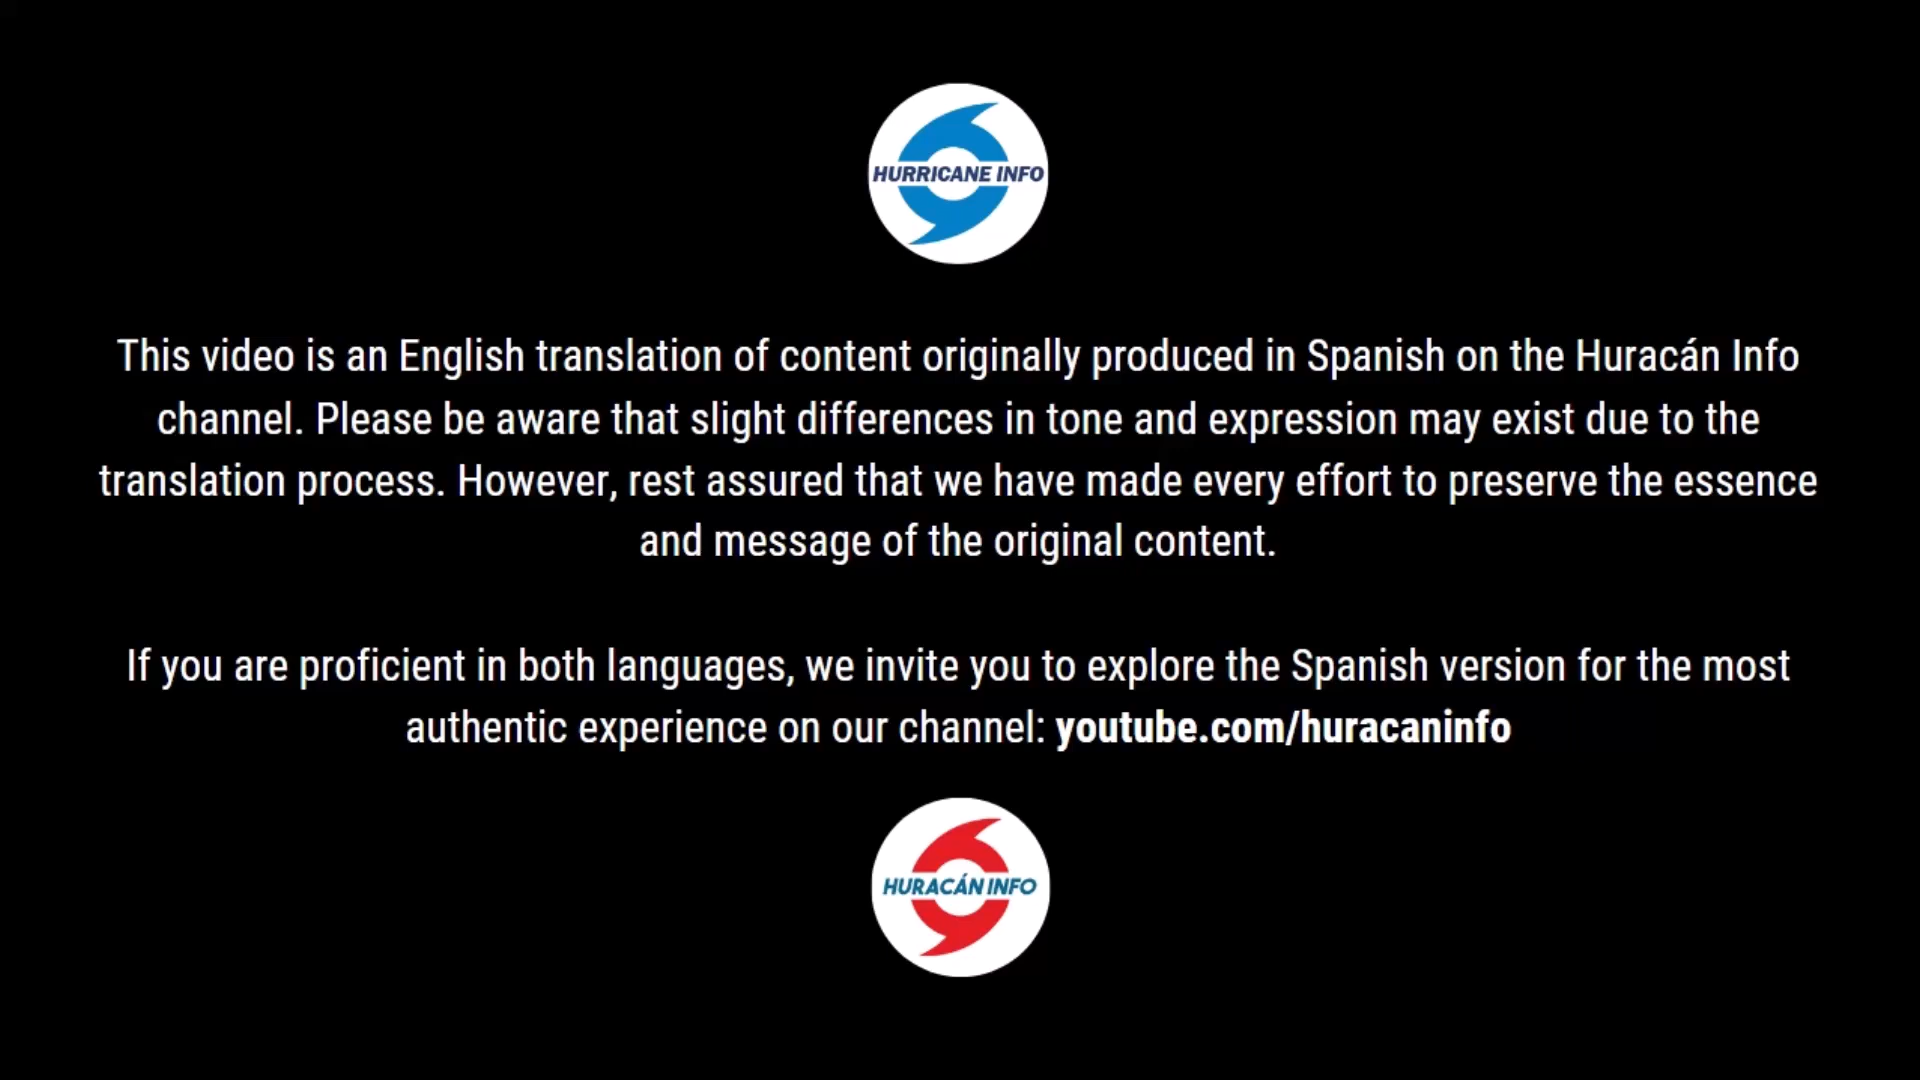 HURRICANE INFO
This video is an English translation of content originally produced in Spanish on the Huracán Info
channel. Please be aware that slight differences in tone and expression may exist due to the
translation process. However, rest assured that we have made every effort to preserve the essence
and message of the original content.
If you are proficient in both languages, we invite you to explore the Spanish version for the most
authentic experience on our channel: youtube.com/huracaninfo
HURACÁN INFO